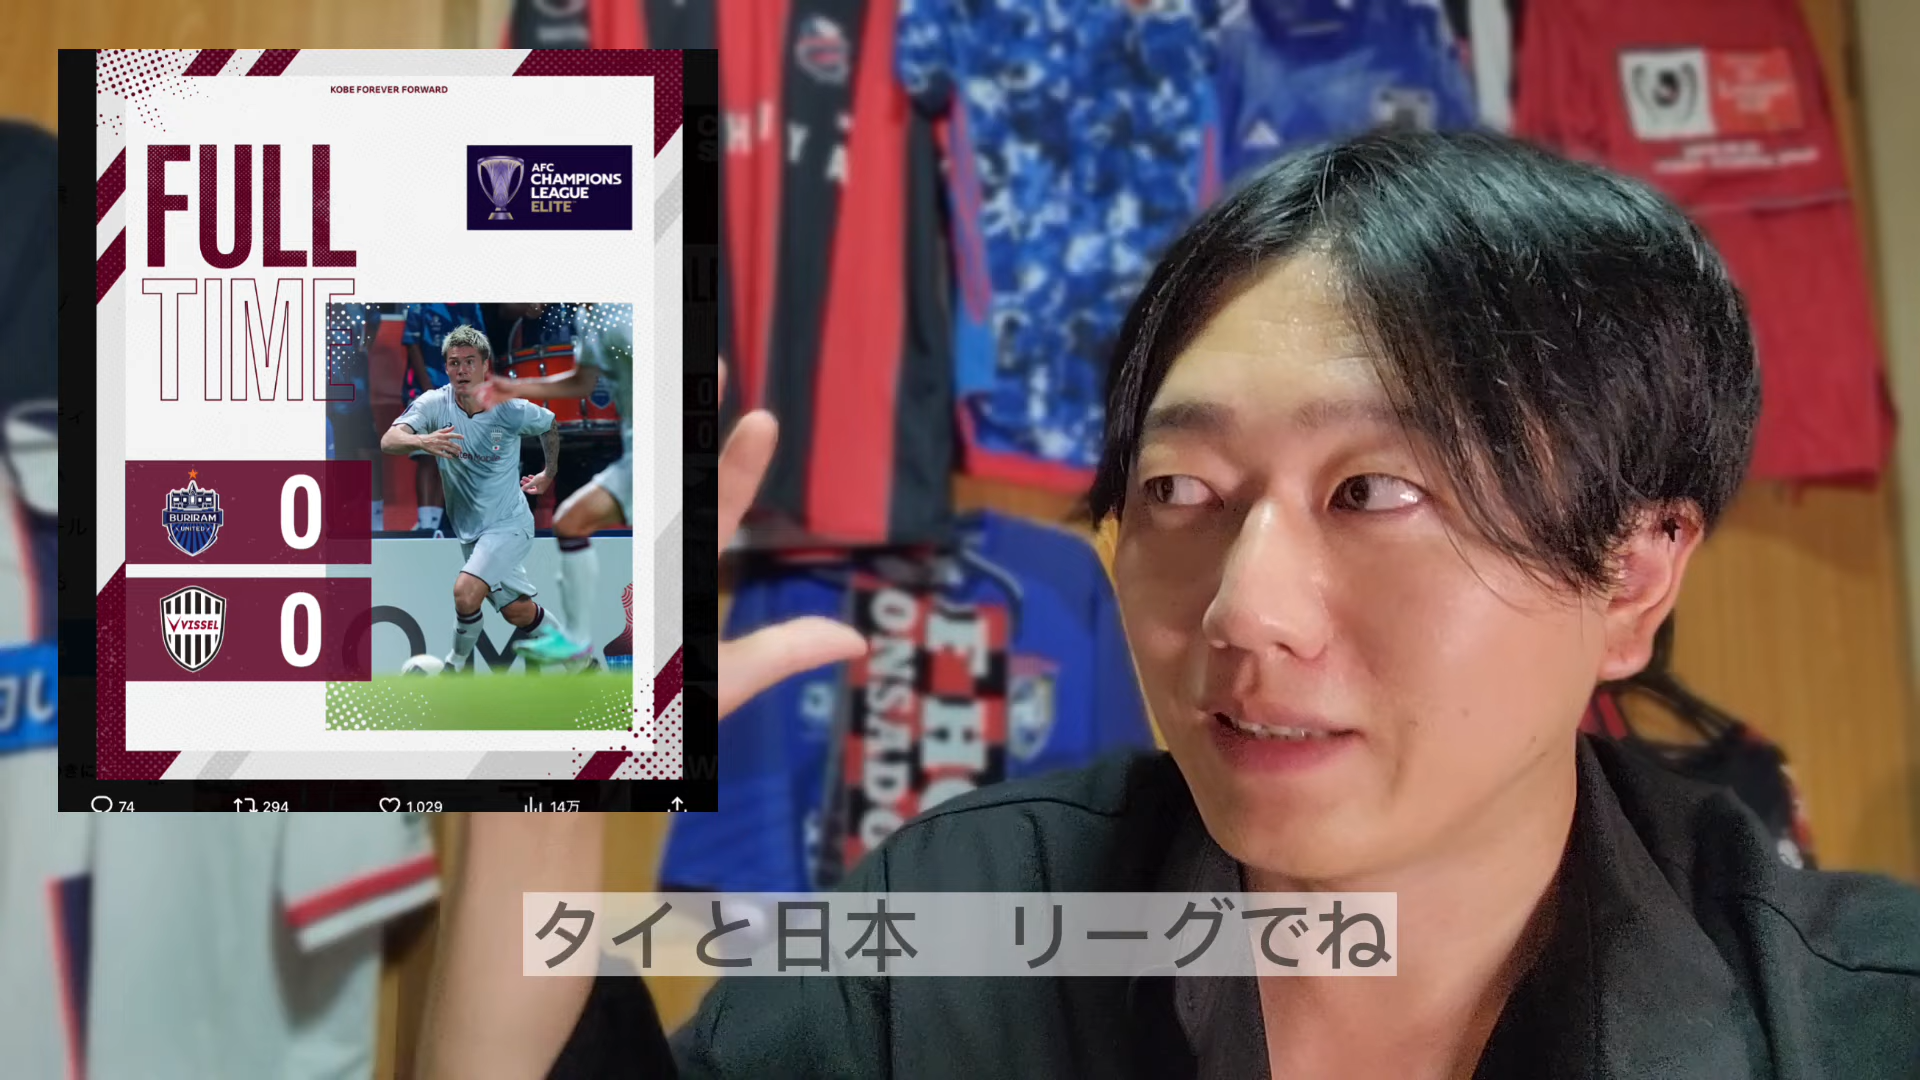 KOBE FOREVER FORWARD
FULL
TIME
AFC
CHAMPIONS
LEAGUE
ELITE
BURIRAM
UNITED
0
VISSEL
0
74
294
1,029
14万
ONSADO
タイと日本 リーグでね